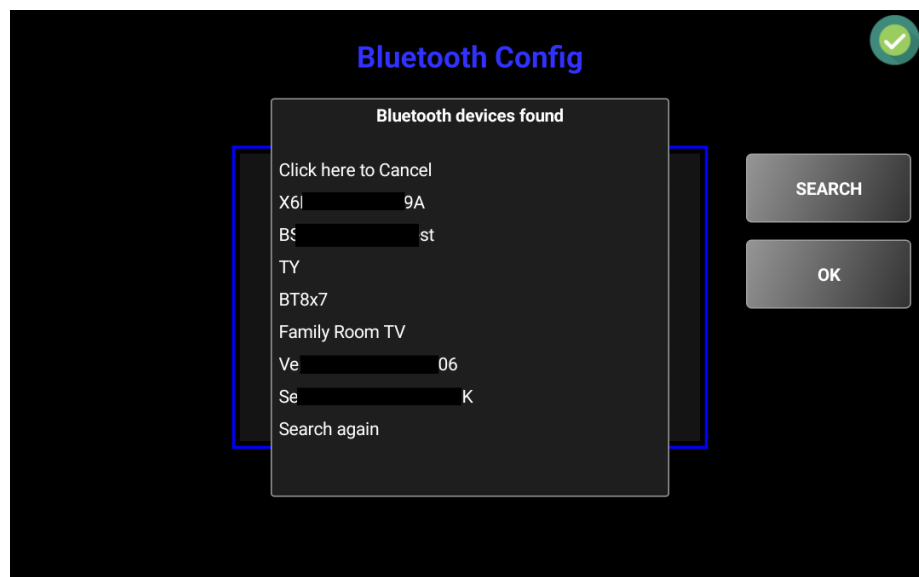 Bluetooth Config
Bluetooth devices found
Click here to Cancel
X6 9A
BS st
TY
BT8x7
Family Room TV
Ve 06
Se K
Search again
SEARCH
OK